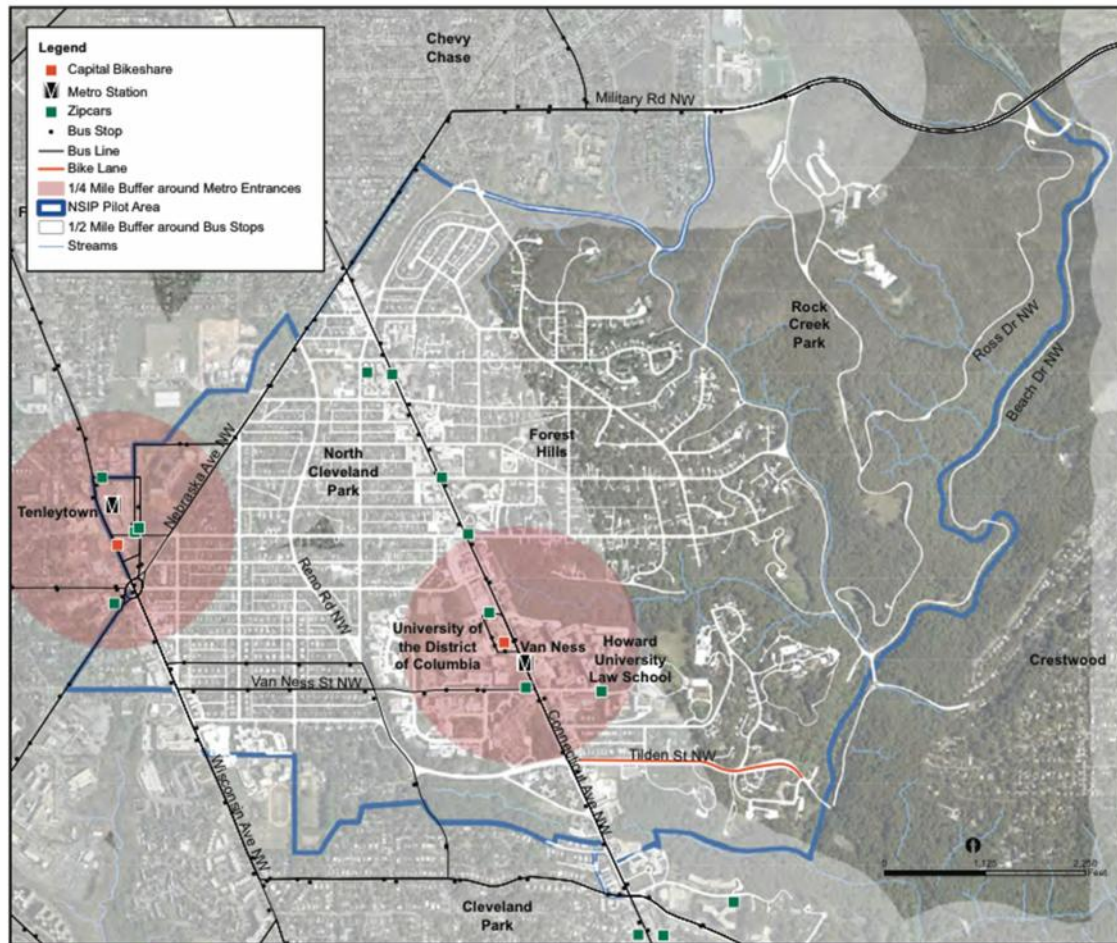 Legend
Capital Bikeshare
Metro Station
Zipcars
Bus Stop
Bus Line
Bike Lane
1/4 Mile Buffer around Metro Entrances
NSIP Pilot Area
1/2 Mile Buffer around Bus Stops
Streams
F
Chevy
Chase
Military Rd NW
Rock
Creek
Park
Ross Dr NW
Beach Dr NW
Nebraska Ave NW
North
Cleveland
Park
Forest
Hills
Tenleytown
M
Reno Rd NW
University of
the District
of Columbia
Van Ness
M
Howard
University
Law School
Crestwood
Van Ness St NW
Connecticut Ave NW
Tilden St NW
Wisconsin Ave NW
Cleveland
Park
0
1,125
2,250
Feet